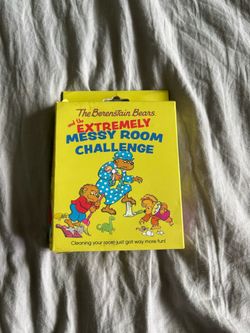 The Berenstain Bears
and the EXTREMELY
MESSY ROOM
CHALLENGE
Cleaning your room just got way more fun!